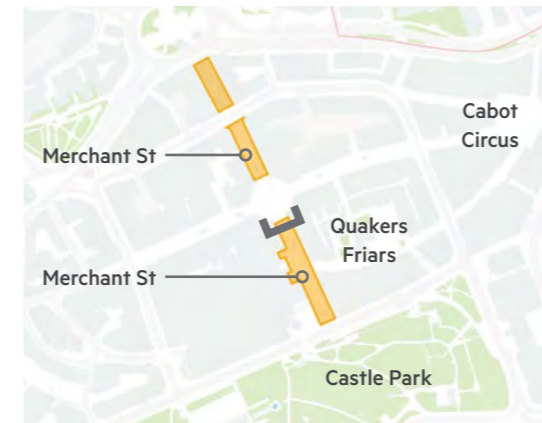 Cabot
Circus
Merchant St
Quakers
Friars
Merchant St
Castle Park